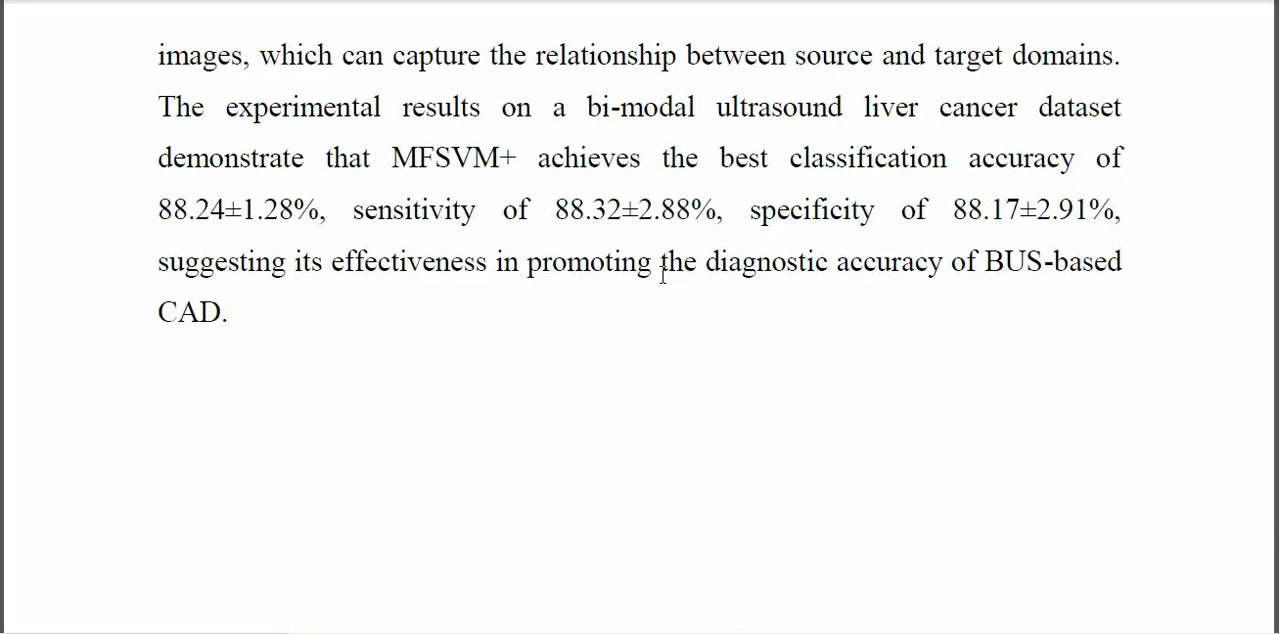 images, which can capture the relationship between source and target domains.
The experimental results on a bi-modal ultrasound liver cancer dataset
demonstrate that MFSVM+ achieves the best classification accuracy of
88.24±1.28%, sensitivity of 88.32±2.88%, specificity of 88.17±2.91%,
suggesting its effectiveness in promoting the diagnostic accuracy of BUS-based
CAD.